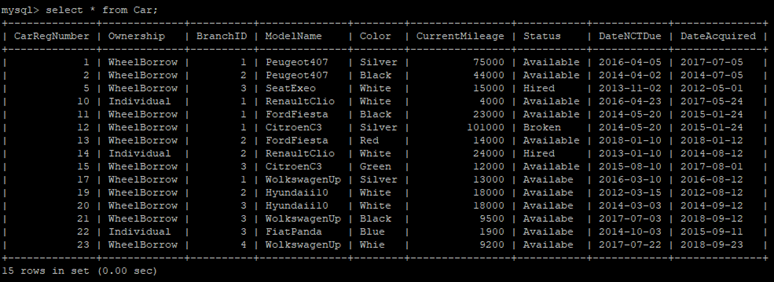 mysql> select * from Car;
+--------------+------------+----------+--------------+--------+----------------+-----------+------------+--------------+
| CarRegNumber | Ownership | BranchID | ModelName | Color | CurrentMileage | Status | DateNCTDue | DateAcquired |
+--------------+------------+----------+--------------+--------+----------------+-----------+------------+--------------+
| 1 | WheelBorrow | 1 | Peugeot407 | Silver | 75000 | Available | 2016-04-05 | 2017-07-05 |
| 2 | WheelBorrow | 2 | Peugeot407 | Black | 44000 | Available | 2014-04-02 | 2014-07-05 |
| 5 | WheelBorrow | 3 | SeatExeo | White | 15000 | Hired | 2013-11-02 | 2012-05-01 |
| 10 | Individual | 1 | RenaultClio | White | 4000 | Available | 2016-04-23 | 2017-05-24 |
| 11 | WheelBorrow | 1 | FordFiesta | Black | 23000 | Available | 2014-05-20 | 2015-01-24 |
| 12 | WheelBorrow | 1 | CitroenC3 | Silver | 101000 | Broken | 2014-05-20 | 2015-01-24 |
| 13 | WheelBorrow | 2 | FordFiesta | Red | 14000 | Available | 2018-01-10 | 2018-01-12 |
| 14 | Individual | 2 | RenaultClio | White | 24000 | Hired | 2013-01-10 | 2014-08-12 |
| 15 | WheelBorrow | 3 | CitroenC3 | Green | 12000 | Available | 2015-08-10 | 2017-08-01 |
| 17 | WheelBorrow | 1 | WolkswagenUp | Silver | 13000 | Availabe | 2016-03-10 | 2016-08-12 |
| 19 | WheelBorrow | 2 | Hyundaii10 | White | 18000 | Availabe | 2012-03-15 | 2012-08-12 |
| 20 | WheelBorrow | 3 | Hyundaii10 | White | 18000 | Availabe | 2014-03-03 | 2014-09-12 |
| 21 | WheelBorrow | 3 | WolkswagenUp | Black | 9500 | Availabe | 2017-07-03 | 2018-09-12 |
| 22 | Individual | 3 | FiatPanda | Blue | 1900 | Availabe | 2014-10-03 | 2015-09-11 |
| 23 | WheelBorrow | 4 | WolkswagenUp | Whie | 9200 | Availabe | 2017-07-22 | 2018-09-23 |
+--------------+------------+----------+--------------+--------+----------------+-----------+------------+--------------+
15 rows in set (0.00 sec)